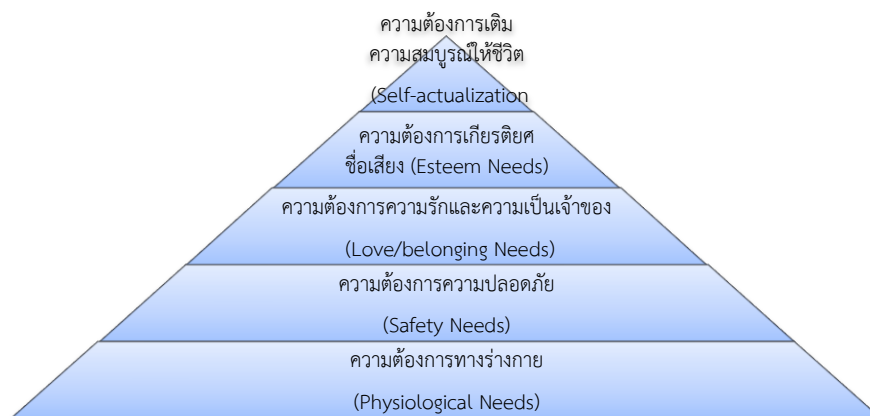 ความต้องการเติม
ความสมบูรณ์ให้ชีวิต
(Self-actualization
ความต้องการเกียรติยศ
ชื่อเสียง (Esteem Needs)
ความต้องการความรักและความเป็นเจ้าของ
(Love/belonging Needs)
ความต้องการความปลอดภัย
(Safety Needs)
ความต้องการทางร่างกาย
(Physiological Needs)